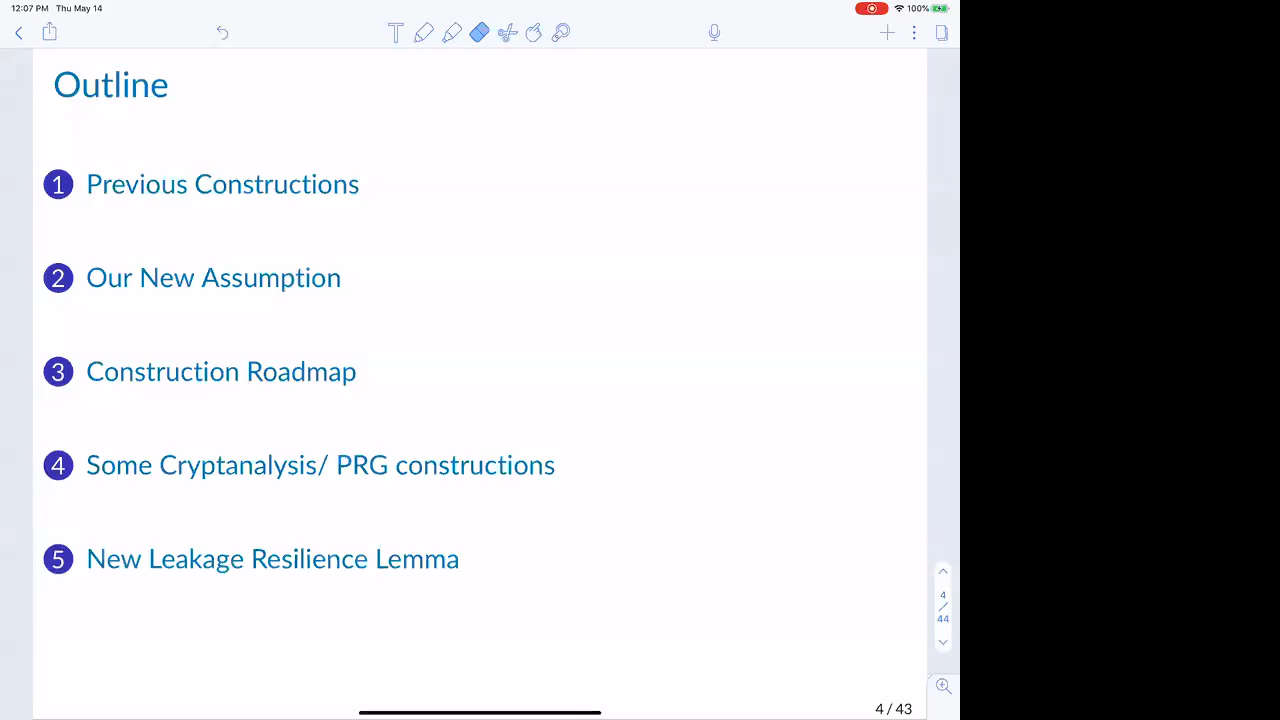 12:07 PM Thu May 14
100%
Outline
1 Previous Constructions
2 Our New Assumption
3 Construction Roadmap
4 Some Cryptanalysis/ PRG constructions
5 New Leakage Resilience Lemma
4
/
44
4 / 43